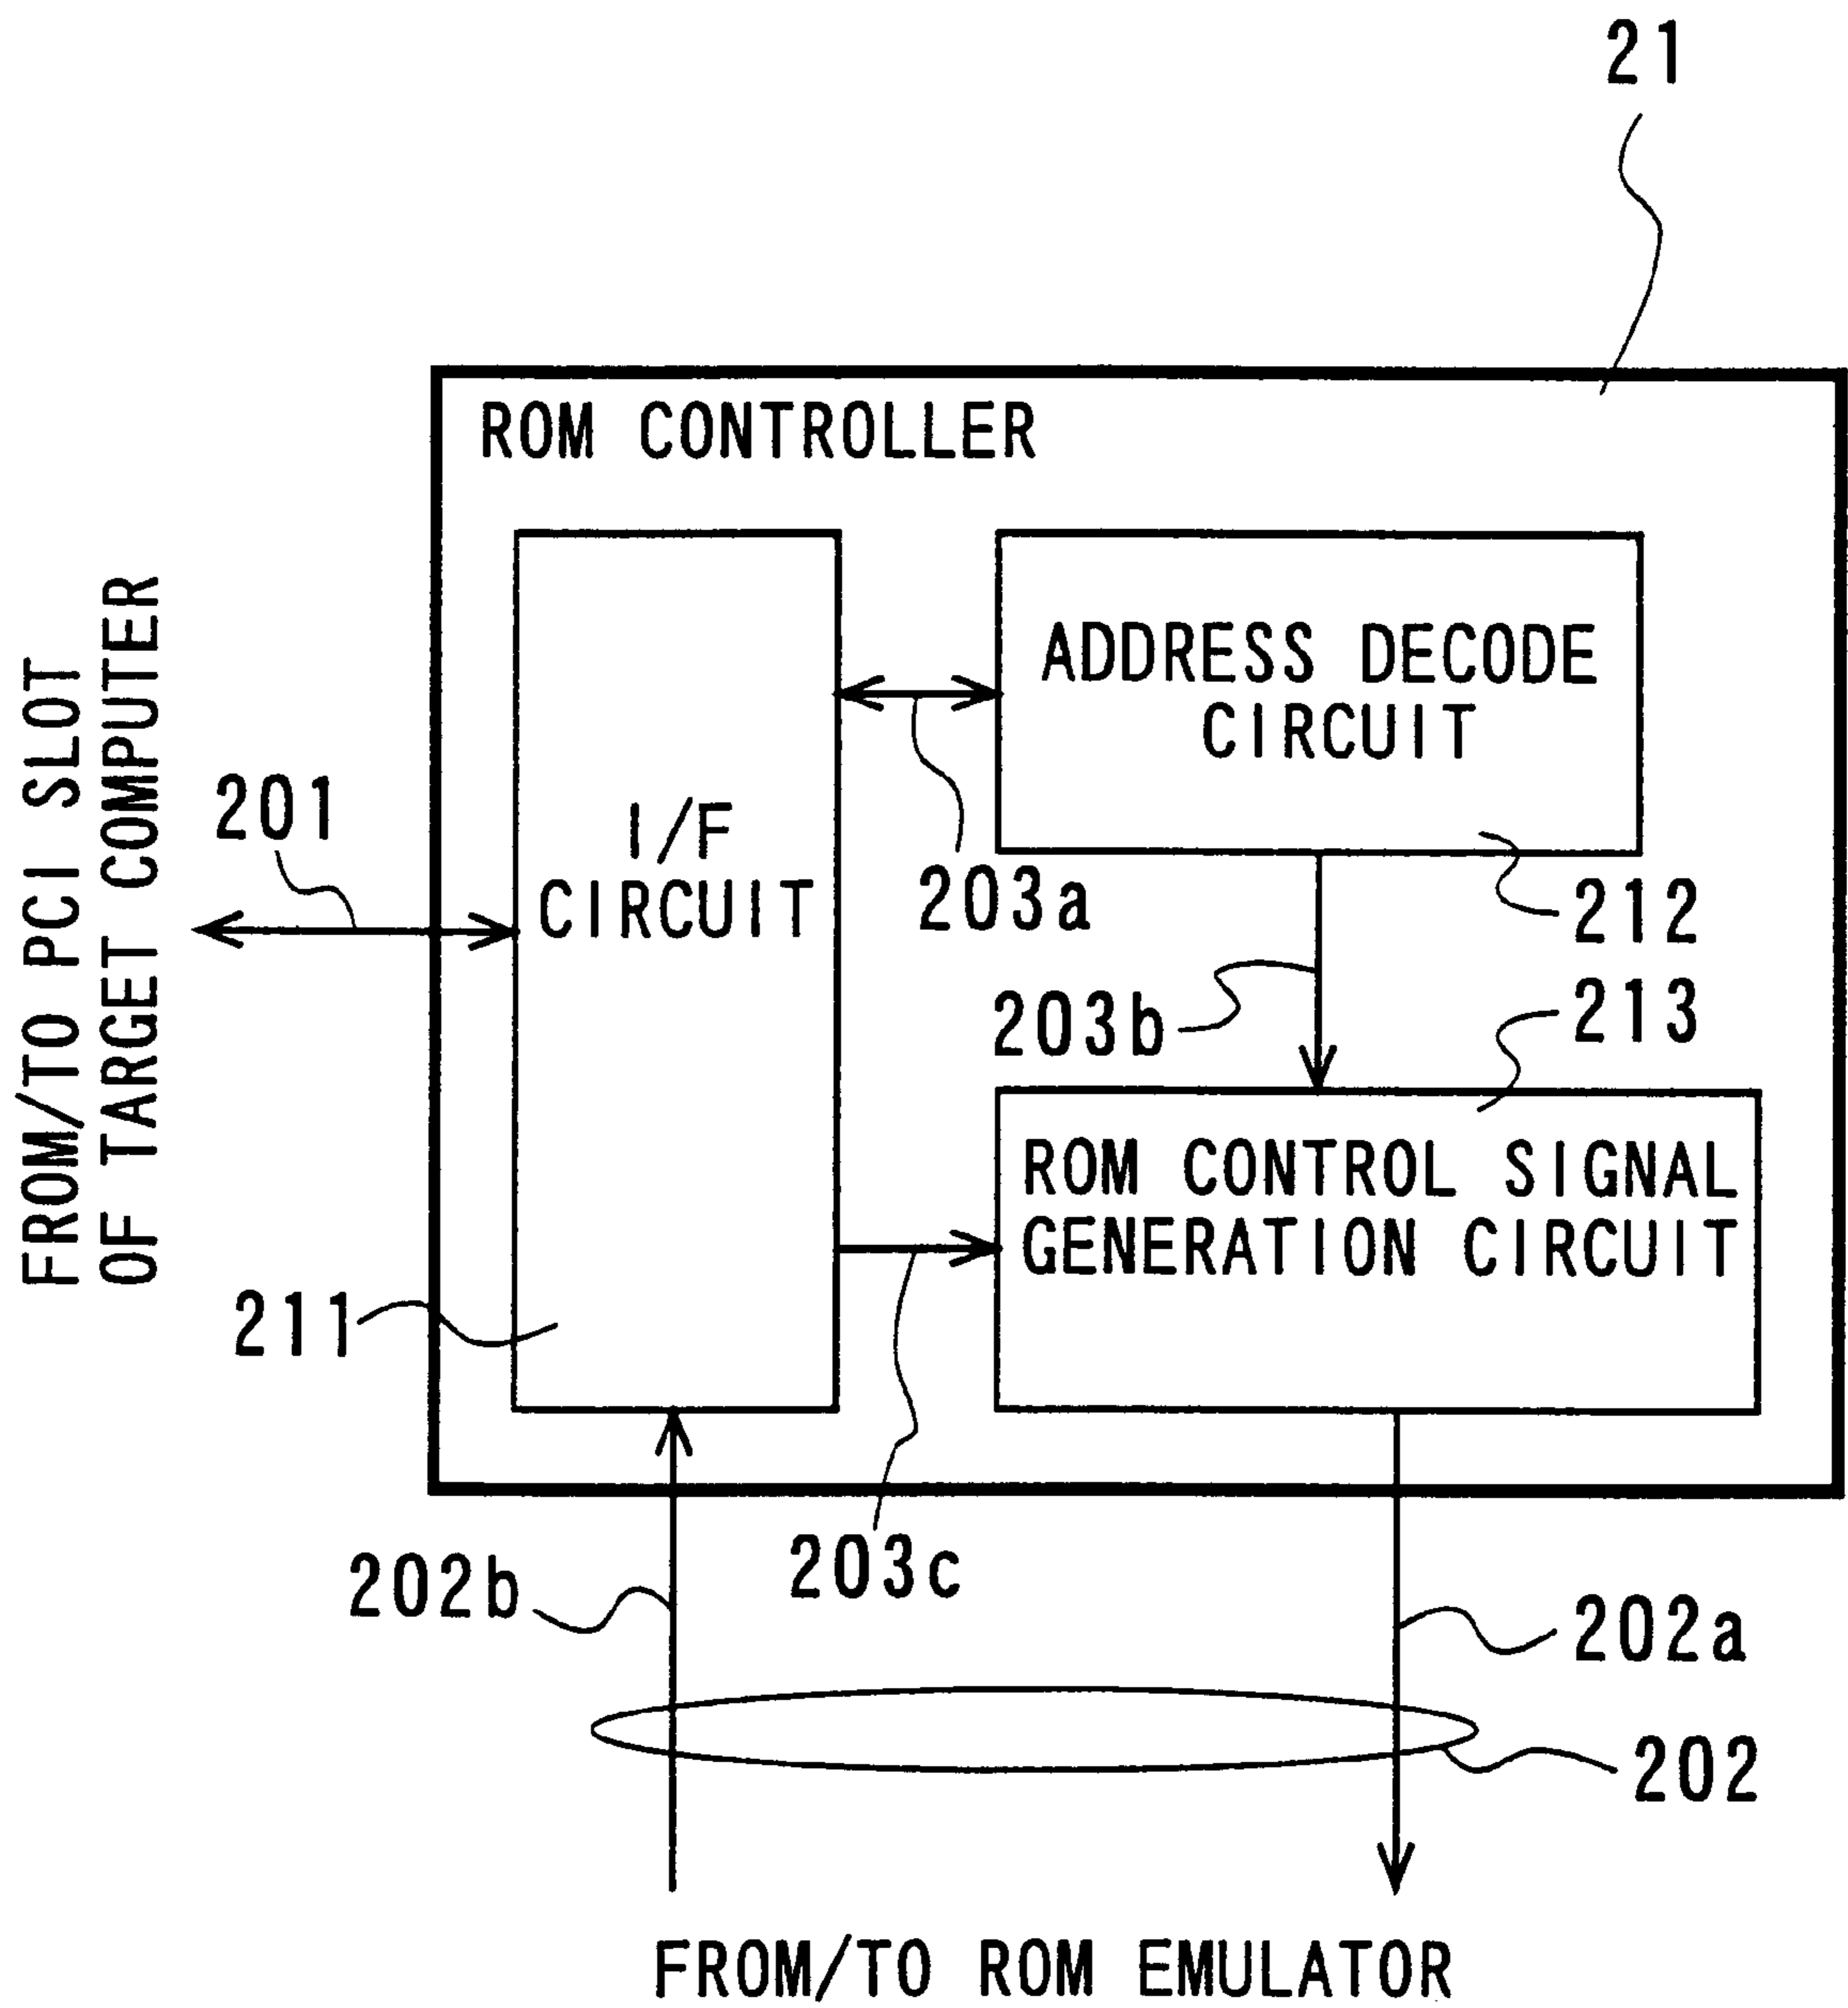 21
ROM CONTROLLER
ADDRESS DECODE
CIRCUIT
I/F
CIRCUIT
FROM/TO PCI SLOT
OF TARGET COMPUTER
201
203a
212
203b
213
ROM CONTROL SIGNAL
GENERATION CIRCUIT
211
203c
202b
202a
202
FROM/TO ROM EMULATOR